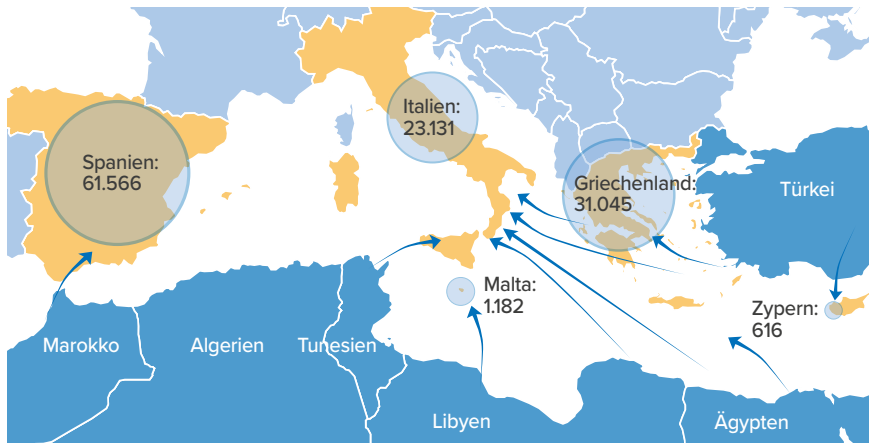 Italien:
23.131
Spanien:
61.566
Griechenland:
31.045
Türkei
Malta:
1.182
Zypern:
616
Marokko
Algerien
Tunesien
Libyen
Ägypten